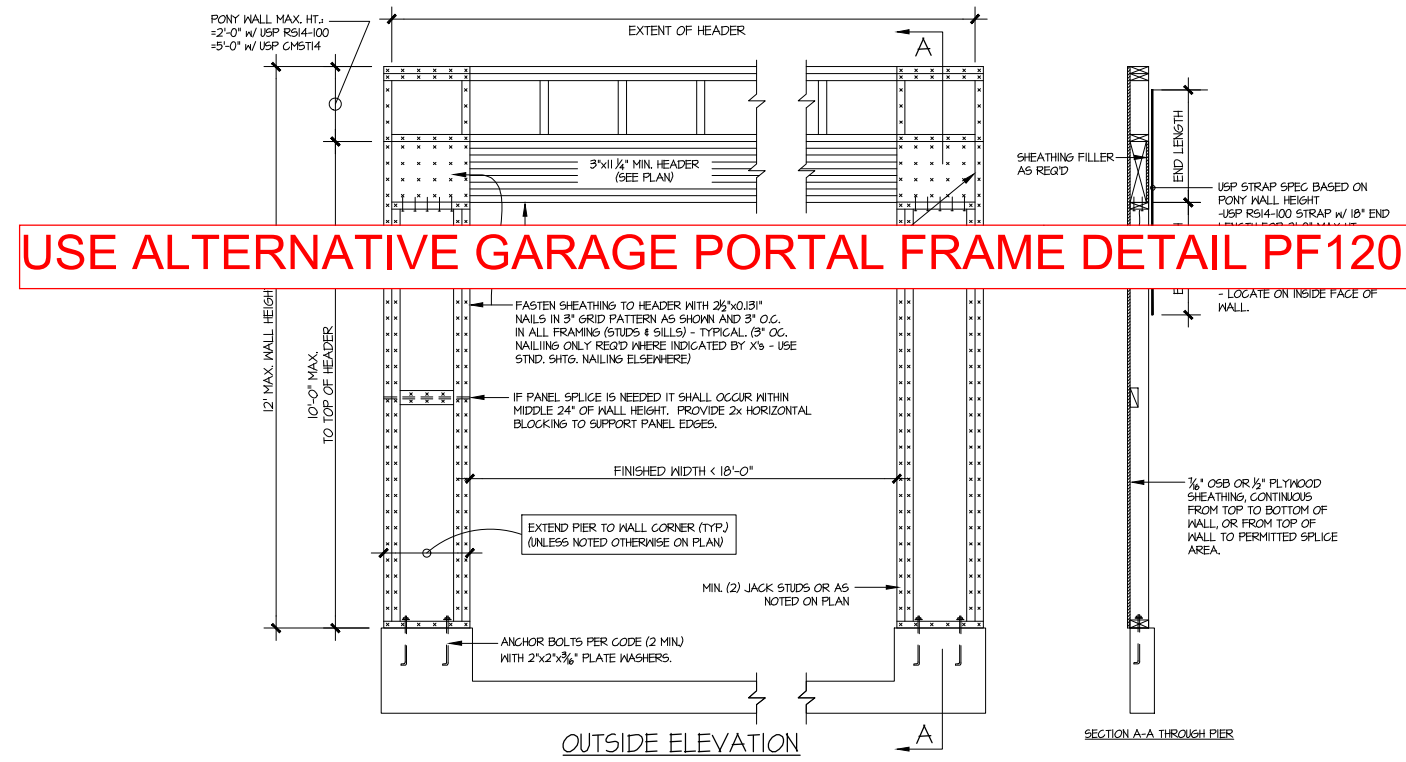 PONY WALL MAX. HT.:
=2'-0" W/ USP RS14-100
=5'-0" W/ USP CMST14
EXTENT OF HEADER
A
3"x11 1/4" MIN. HEADER
(SEE PLAN)
SHEATHING FILLER
AS REQ'D
END LENGTH
USP STRAP SPEC BASED ON
PONY WALL HEIGHT
-USP RS14-100 STRAP W/ 18" END
USE ALTERNATIVE GARAGE PORTAL FRAME DETAIL PF120
- LOCATE ON INSIDE FACE OF
WALL.
12' MAX. WALL HEIGHT
10'-0" MAX.
TO TOP OF HEADER
FASTEN SHEATHING TO HEADER WITH 2½"x0.131"
NAILS IN 3" GRID PATTERN AS SHOWN AND 3" O.C.
IN ALL FRAMING (STUDS & SILLS) - TYPICAL. (3" OC.
NAILIING ONLY REQ'D WHERE INDICATED BY X's - USE
STND. SHTG. NAILING ELSEWHERE)
IF PANEL SPLICE IS NEEDED IT SHALL OCCUR WITHIN
MIDDLE 24" OF WALL HEIGHT. PROVIDE 2x HORIZONTAL
BLOCKING TO SUPPORT PANEL EDGES.
FINISHED WIDTH < 18'-0"
EXTEND PIER TO WALL CORNER (TYP.)
(UNLESS NOTED OTHERWISE ON PLAN)
7/16" OSB OR ½" PLYWOOD
SHEATHING, CONTINUOUS
FROM TOP TO BOTTOM OF
WALL, OR FROM TOP OF
WALL TO PERMITTED SPLICE
AREA.
MIN. (2) JACK STUDS OR AS
NOTED ON PLAN
ANCHOR BOLTS PER CODE (2 MIN.)
WITH 2"x2"x3/16" PLATE WASHERS.
A
OUTSIDE ELEVATION
SECTION A-A THROUGH PIER